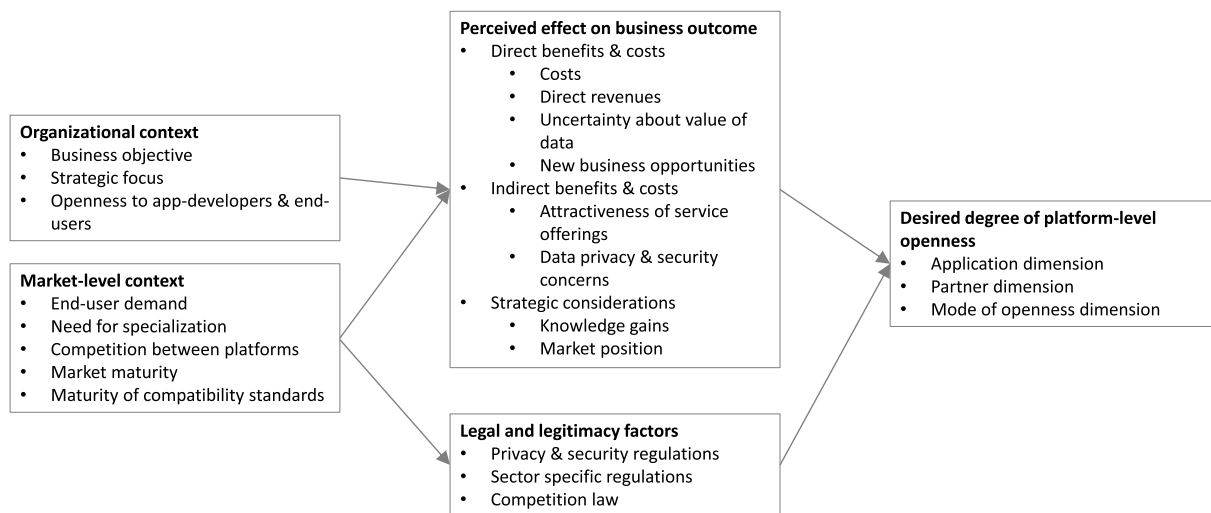 Organizational context
• Business objective
• Strategic focus
• Openness to app-developers & end-
users
Market-level context
• End-user demand
• Need for specialization
• Competition between platforms
• Market maturity
• Maturity of compatibility standards
Perceived effect on business outcome
• Direct benefits & costs
• Costs
• Direct revenues
• Uncertainty about value of
data
• New business opportunities
• Indirect benefits & costs
• Attractiveness of service
offerings
• Data privacy & security
concerns
• Strategic considerations
• Knowledge gains
• Market position
Legal and legitimacy factors
• Privacy & security regulations
• Sector specific regulations
• Competition law
Desired degree of platform-level
openness
• Application dimension
• Partner dimension
• Mode of openness dimension